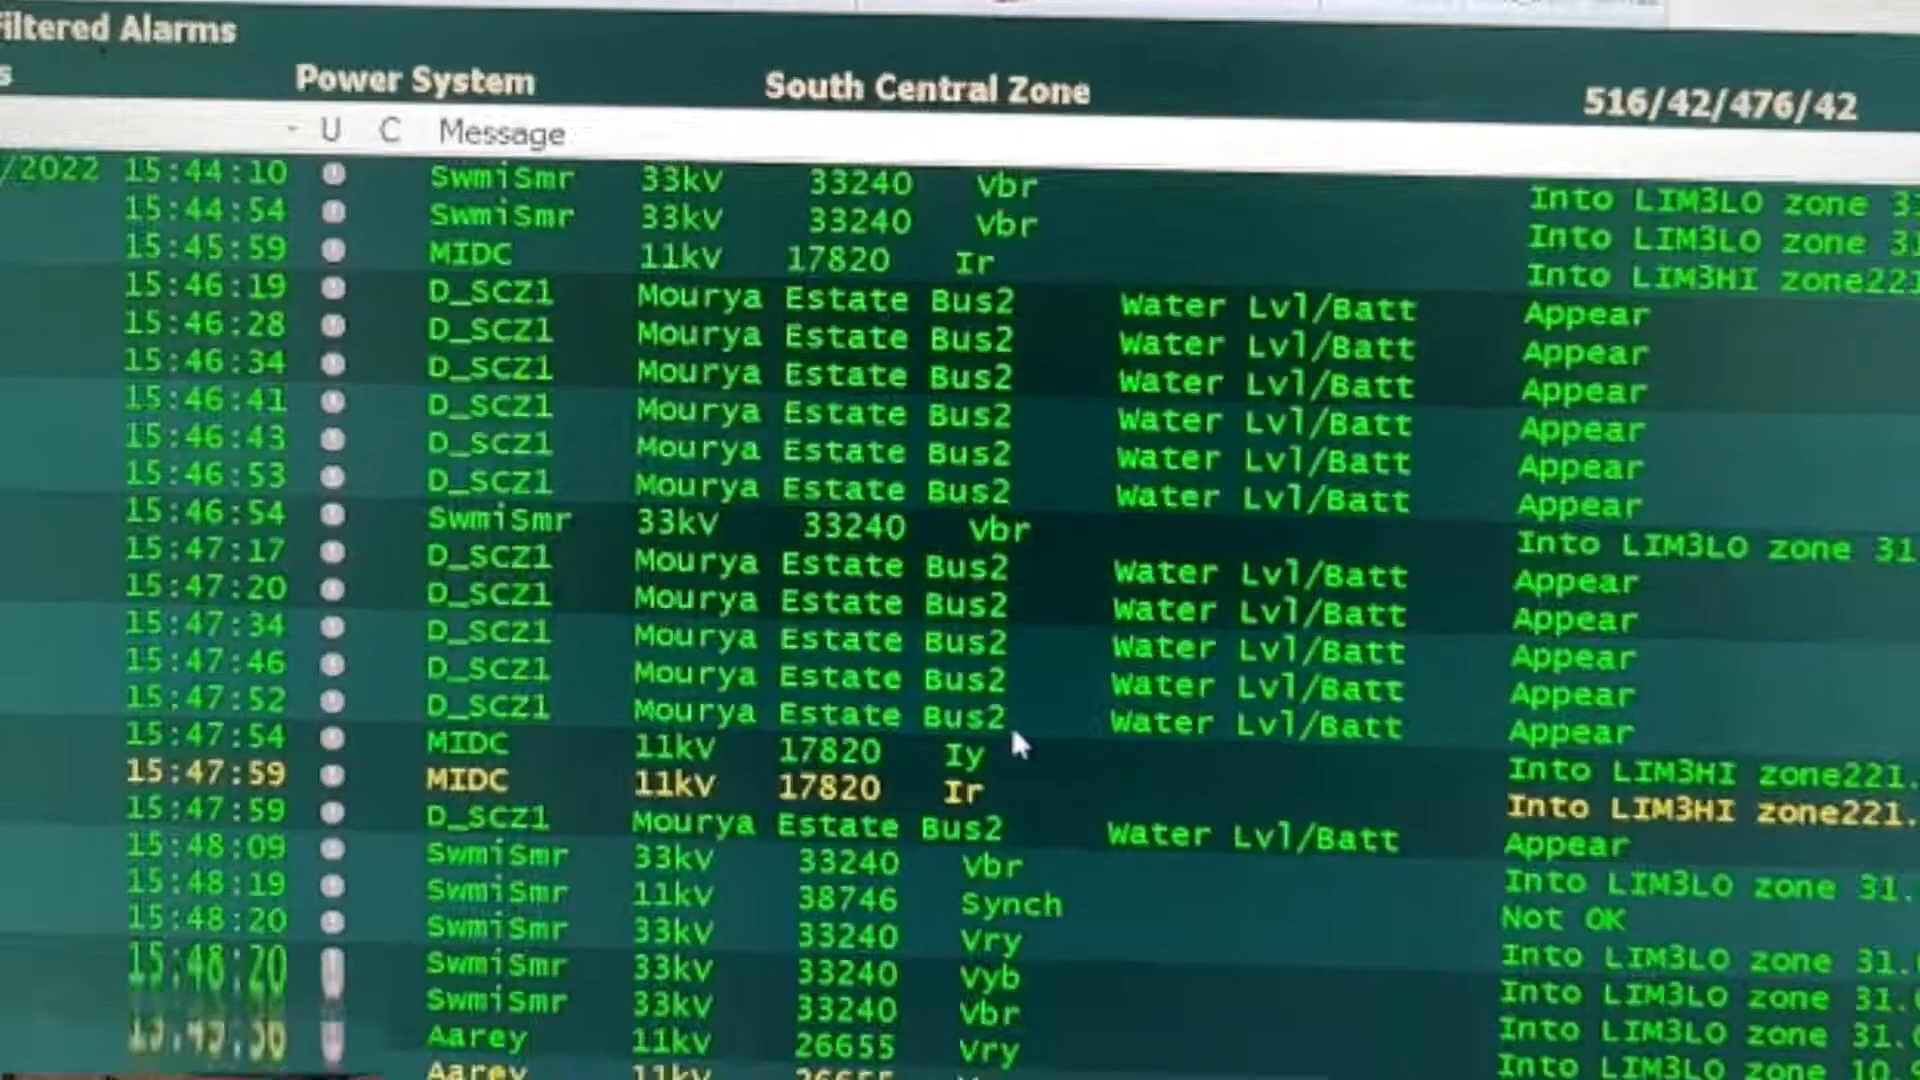 Filtered Alarms
s Power System South Central Zone 516/42/476/42
U C Message
/2022 15:44:10 SwmiSmr 33kV 33240 Vbr Into LIM3LO zone 31
15:44:54 SwmiSmr 33kV 33240 Vbr Into LIM3LO zone 31
15:45:59 MIDC 11kV 17820 Ir Into LIM3HI zone221
15:46:19 D_SCZ1 Mourya Estate Bus2 Water Lvl/Batt Appear
15:46:28 D_SCZ1 Mourya Estate Bus2 Water Lvl/Batt Appear
15:46:34 D_SCZ1 Mourya Estate Bus2 Water Lvl/Batt Appear
15:46:41 D_SCZ1 Mourya Estate Bus2 Water Lvl/Batt Appear
15:46:43 D_SCZ1 Mourya Estate Bus2 Water Lvl/Batt Appear
15:46:53 D_SCZ1 Mourya Estate Bus2 Water Lvl/Batt Appear
15:46:54 SwmiSmr 33kV 33240 Vbr Into LIM3LO zone 31.
15:47:17 D_SCZ1 Mourya Estate Bus2 Water Lvl/Batt Appear
15:47:20 D_SCZ1 Mourya Estate Bus2 Water Lvl/Batt Appear
15:47:34 D_SCZ1 Mourya Estate Bus2 Water Lvl/Batt Appear
15:47:46 D_SCZ1 Mourya Estate Bus2 Water Lvl/Batt Appear
15:47:52 D_SCZ1 Mourya Estate Bus2 Water Lvl/Batt Appear
15:47:54 MIDC 11kV 17820 Iy Into LIM3HI zone221.
15:47:59 MIDC 11kV 17820 Ir Into LIM3HI zone221.
15:47:59 D_SCZ1 Mourya Estate Bus2 Water Lvl/Batt Appear
15:48:09 SwmiSmr 33kV 33240 Vbr Into LIM3LO zone 31.
15:48:19 SwmiSmr 11kV 38746 Synch Not OK
15:48:20 SwmiSmr 33kV 33240 Vry Into LIM3LO zone 31.
15:48:20 SwmiSmr 33kV 33240 Vyb Into LIM3LO zone 31.
SwmiSmr 33kV 33240 Vbr Into LIM3LO zone 31.
Aarey 11kV 26655 Vry Into LIM3LO zone 10.9
Aarey 11kV 26655